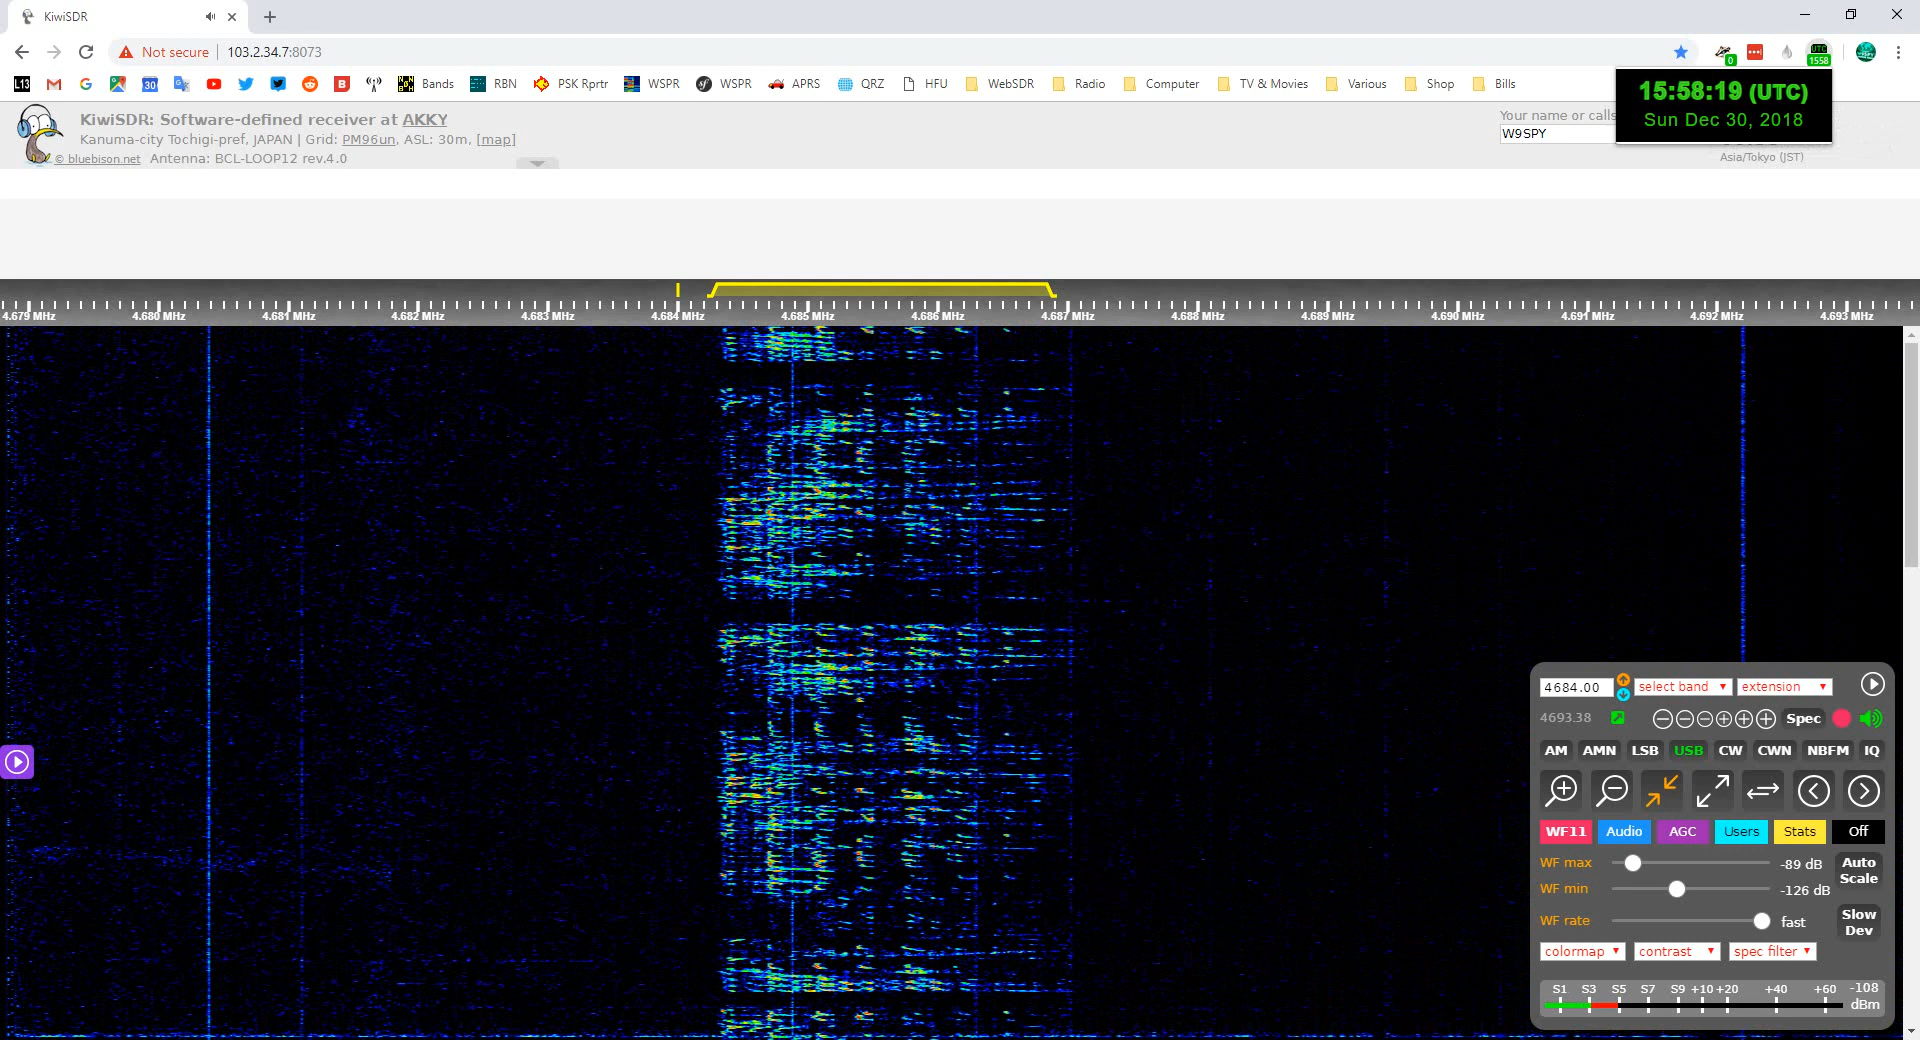 KiwiSDR
Not secure 103.2.34.7:8073
0
UTC
1558
L13 30 Bands RBN PSK Rprtr WSPR WSPR APRS QRZ HFU WebSDR Radio Computer TV & Movies Various Shop Bills
15:58:19 (UTC)
Sun Dec 30, 2018
KiwiSDR: Software-defined receiver at AKKY
Kanuma-city Tochigi-pref, JAPAN | Grid: PM96un, ASL: 30m, [map]
© bluebison.net Antenna: BCL-LOOP12 rev.4.0
Your name or calls
W9SPY
Asia/Tokyo (JST)
4.679 MHz 4.680 MHz 4.681 MHz 4.682 MHz 4.683 MHz 4.684 MHz 4.685 MHz 4.686 MHz 4.687 MHz 4.688 MHz 4.689 MHz 4.690 MHz 4.691 MHz 4.692 MHz 4.693 MHz
4684.00 select band extension
4693.38 Spec
AM AMN LSB USB CW CWN NBFM IQ
WF11 Audio AGC Users Stats Off
WF max -89 dB Auto Scale
WF min -126 dB
WF rate fast Slow Dev
colormap contrast spec filter
S1 S3 S5 S7 S9 +10 +20 +40 +60 -108 dBm